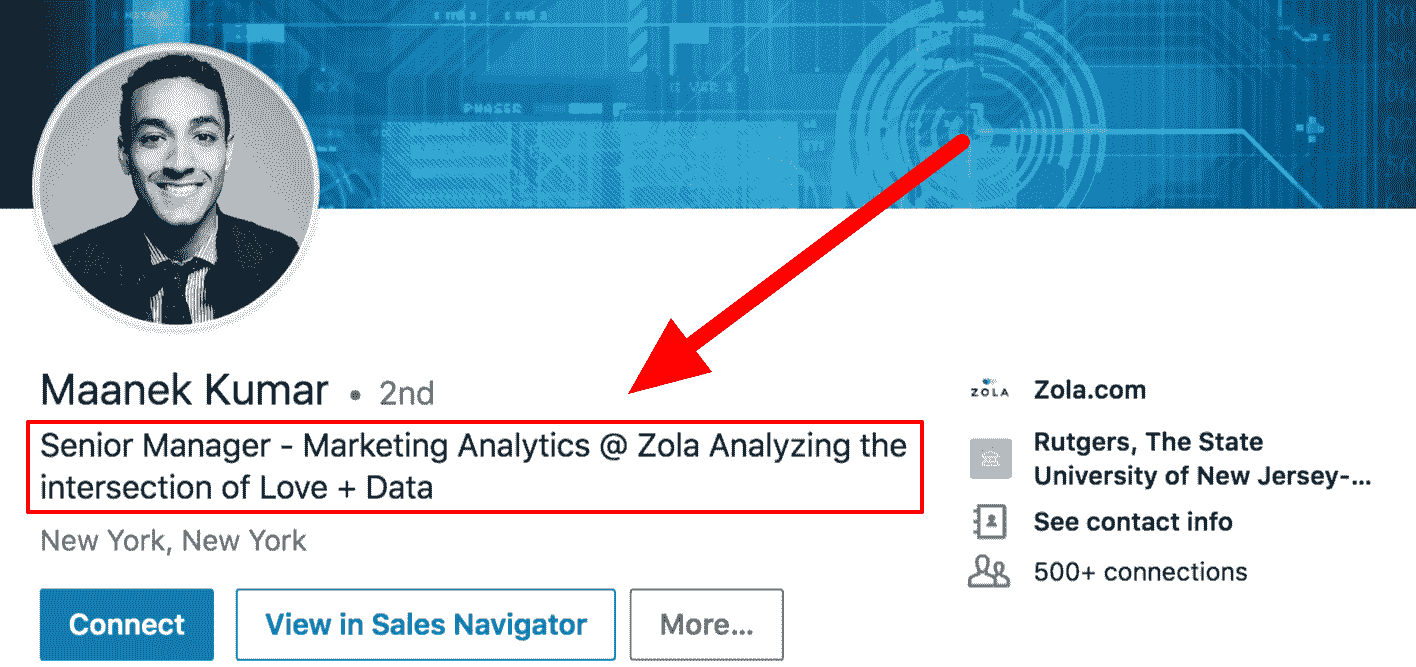 PHASER
Maanek Kumar • 2nd
Senior Manager - Marketing Analytics @ Zola Analyzing the
intersection of Love + Data
New York, New York
Connect
View in Sales Navigator
More...
ZOLA
Zola.com
Rutgers, The State
University of New Jersey-...
See contact info
500+ connections